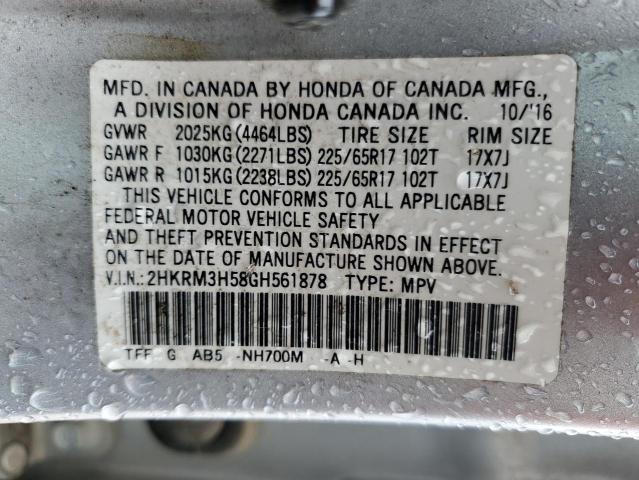 MFD. IN CANADA BY HONDA OF CANADA MFG.,
A DIVISION OF HONDA CANADA INC. 10/'16
GVWR 2025KG(4464LBS) TIRE SIZE RIM SIZE
GAWR F 1030KG(2271LBS) 225/65R17 102T 17X7J
GAWR R 1015KG(2238LBS) 225/65R17 102T 17X7J
THIS VEHICLE CONFORMS TO ALL APPLICABLE
FEDERAL MOTOR VEHICLE SAFETY
AND THEFT PREVENTION STANDARDS IN EFFECT
ON THE DATE OF MANUFACTURE SHOWN ABOVE.
V.I.N.: 2HKRM3H58GH561878 TYPE: MPV
TFF G AB5 -NH700M -A -H